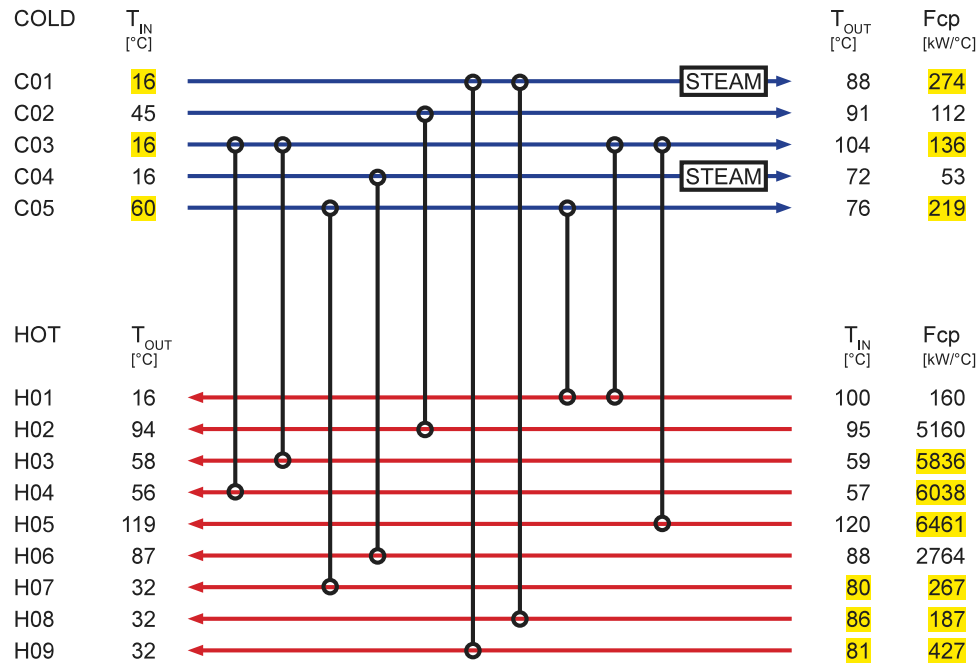 COLD T_IN T_OUT Fcp
[°C] [°C] [kW/°C]
C01 16 STEAM 88 274
C02 45 91 112
C03 16 104 136
C04 16 STEAM 72 53
C05 60 76 219
HOT T_OUT T_IN Fcp
[°C] [°C] [kW/°C]
H01 16 100 160
H02 94 95 5160
H03 58 59 5836
H04 56 57 6038
H05 119 120 6461
H06 87 88 2764
H07 32 80 267
H08 32 86 187
H09 32 81 427